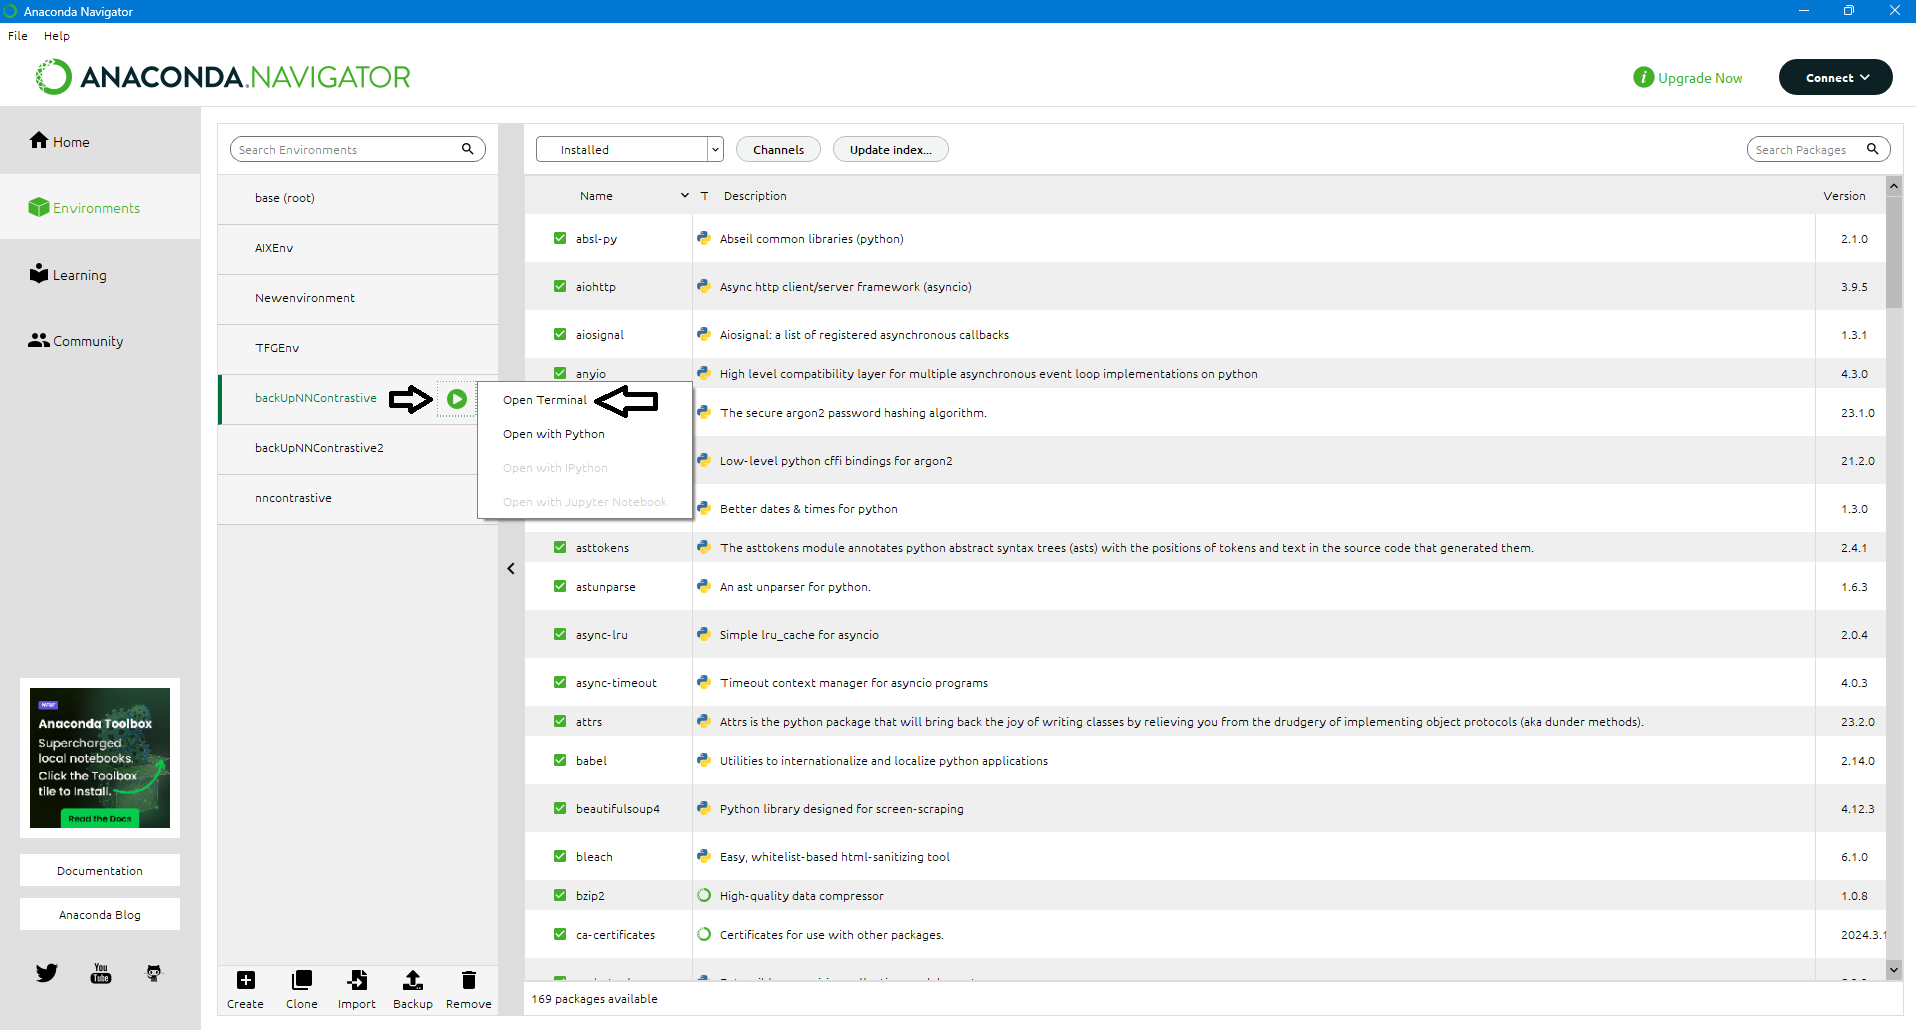 Anaconda Navigator
File Help
ANACONDA.NAVIGATOR
Upgrade Now
Connect
Home
Environments
Learning
Community
NEW
Anaconda Toolbox
Supercharged
local notebooks.
Click the Toolbox
tile to Install.
Read the Docs
Documentation
Anaconda Blog
You
Tube
Search Environments
base (root)
AIXEnv
Newenvironment
TFGEnv
backUpNNContrastive
backUpNNContrastive2
nncontrastive
Open Terminal
Open with Python
Open with IPython
Open with Jupyter Notebook
Create Clone Import Backup Remove
Installed Channels Update index... Search Packages
Name T Description Version
absl-py Abseil common libraries (python) 2.1.0
aiohttp Async http client/server framework (asyncio) 3.9.5
aiosignal Aiosignal: a list of registered asynchronous callbacks 1.3.1
anyio High level compatibility layer for multiple asynchronous event loop implementations on python 4.3.0
The secure argon2 password hashing algorithm. 23.1.0
Low-level python cffi bindings for argon2 21.2.0
Better dates & times for python 1.3.0
asttokens The asttokens module annotates python abstract syntax trees (asts) with the positions of tokens and text in the source code that generated them. 2.4.1
astunparse An ast unparser for python. 1.6.3
async-lru Simple lru_cache for asyncio 2.0.4
async-timeout Timeout context manager for asyncio programs 4.0.3
attrs Attrs is the python package that will bring back the joy of writing classes by relieving you from the drudgery of implementing object protocols (aka dunder methods). 23.2.0
babel Utilities to internationalize and localize python applications 2.14.0
beautifulsoup4 Python library designed for screen-scraping 4.12.3
bleach Easy, whitelist-based html-sanitizing tool 6.1.0
bzip2 High-quality data compressor 1.0.8
ca-certificates Certificates for use with other packages. 2024.3.1
169 packages available